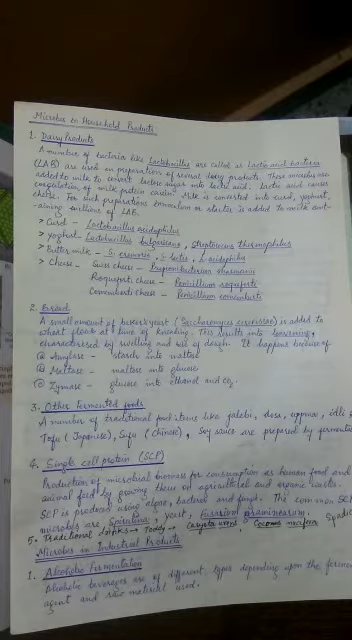 Microbes in Household Products
1. Dairy Products
A number of bacteria like Lactobacillus are called as Lactic acid bacteria
(LAB) are used in preparation of several dairy products. These microbes are
added to milk to convert lactose sugar into lactic acid. Lactic acid causes
coagulation of milk protein casein. Milk is converted into curd, yoghurt,
For such preparations inoculum or starter is added to milk cont-
-aining millions of LAB.
> Curd - Lactobacillus acidophilus
> Yoghurt - Lactobacillus bulgaricus, Streptococcus thermophilus
> Butter milk - S. cremoris, S. lactis, L. acidophilus
> Cheese - Swiss cheese - Propionibacterium sharmanii
Roquefort cheese - Penicillium roqueforti
Camembert cheese - Penicillium camemberti
2. Bread
A small amount of baker's yeast (Saccharomyces cerevisae) is added to
wheat flour at time of kneading. This results into leavening,
characterised by swelling and rise of dough. It happens because of
(a) Amylase - starch into maltose
(b) Maltase - maltose into glucose
(c) Zymase - glucose into ethanol and CO2.
3. Other Fermented foods
A number of traditional food items like jalebi, dosa, uppma, idli
Tofu (Japenese), Sufu (Chinese), Soy sauce are prepared by
4. Single cell protein (SCP)
Production of microbial biomass for consumption as human food and
animal feed by growing them on agricultural and organic wastes.
SCP is produced using algae, bacteria and fungi. The common SCP
microbes are Spirulina, yeast, Fusarium graminearum.
5. Traditional drinks → Toddy → Caryota urens Cocous nucifera
Microbes in Industrial Products
1. Alcoholic Fermentation
Alcoholic beverages are of different types depending upon the
agent and raw material used.